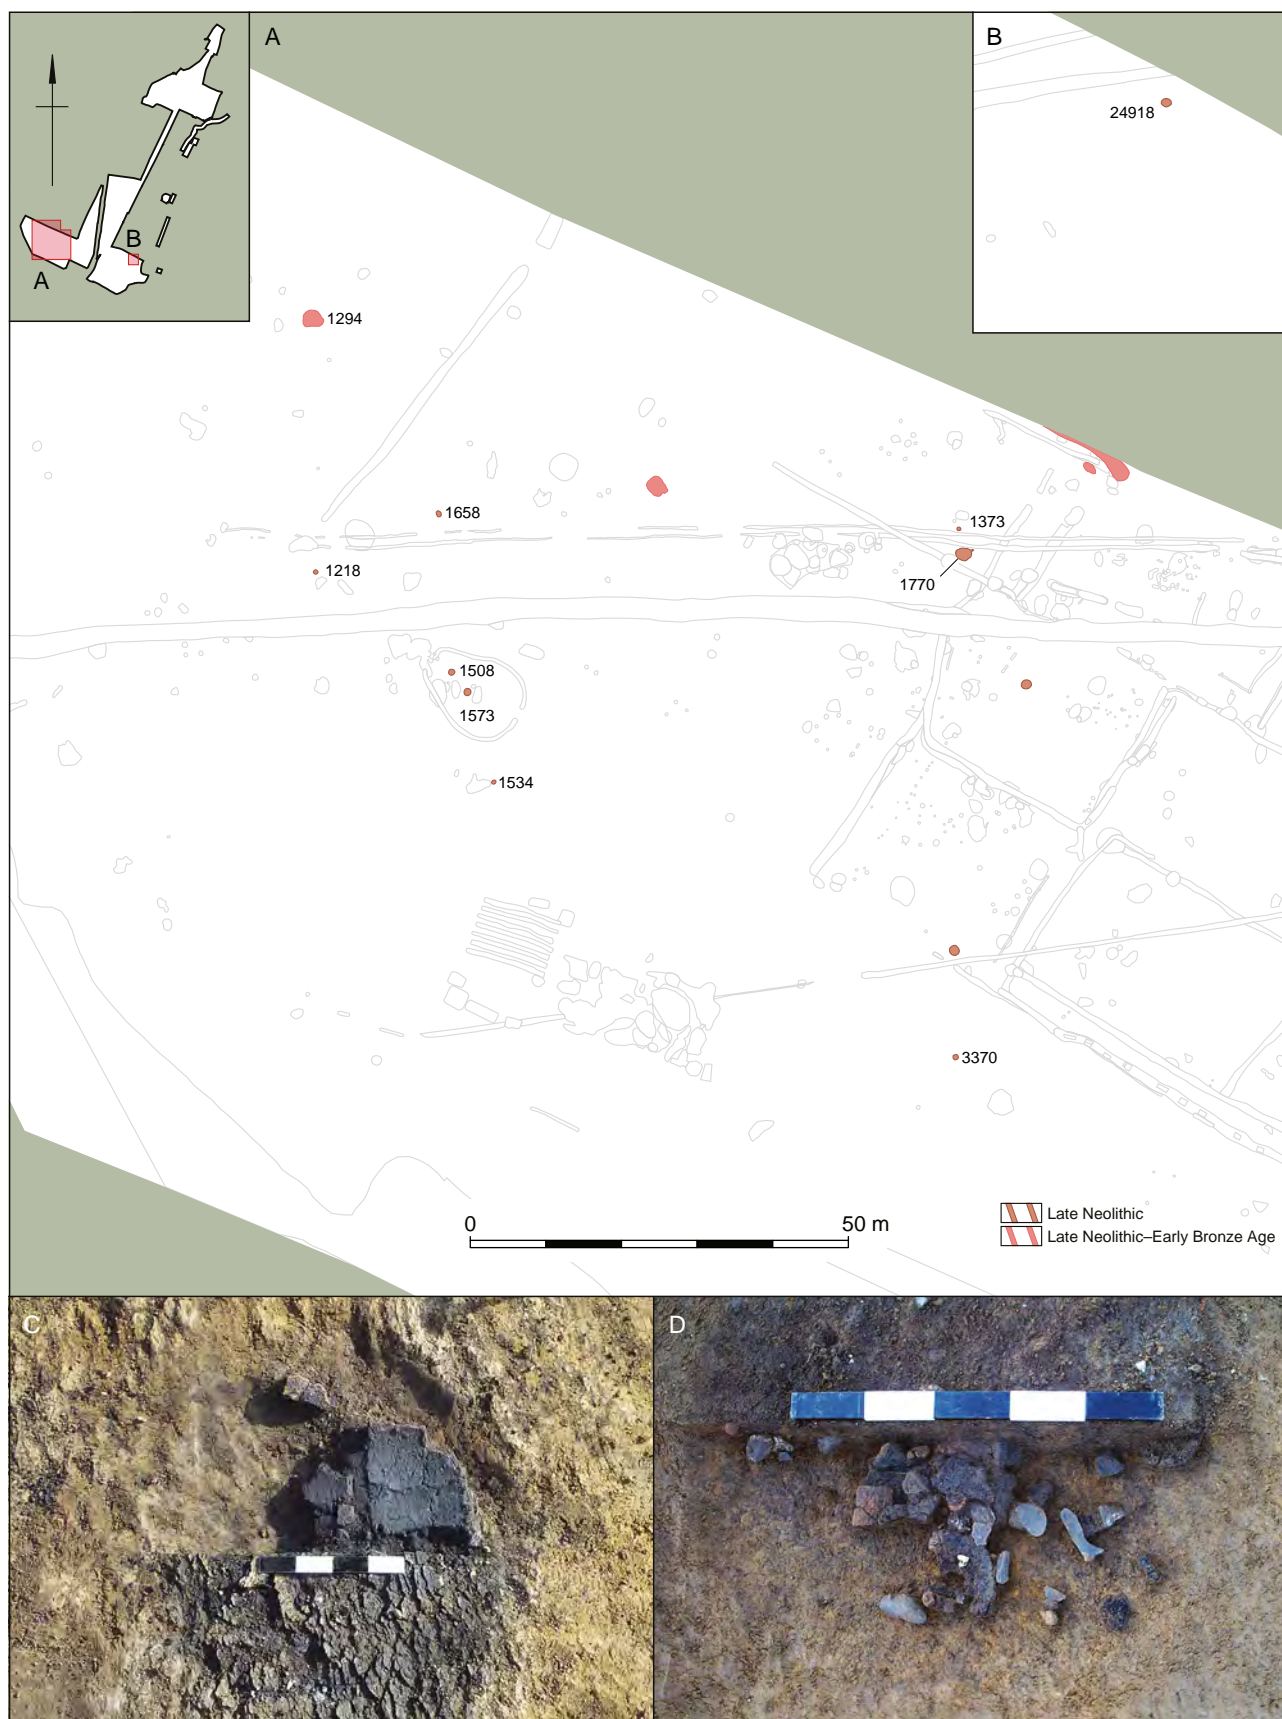 A
B
24918
B
A
1294
1658
1373
1218
1770
1508
1573
1534
3370
0 50 m
Late Neolithic
Late Neolithic–Early Bronze Age
C
D